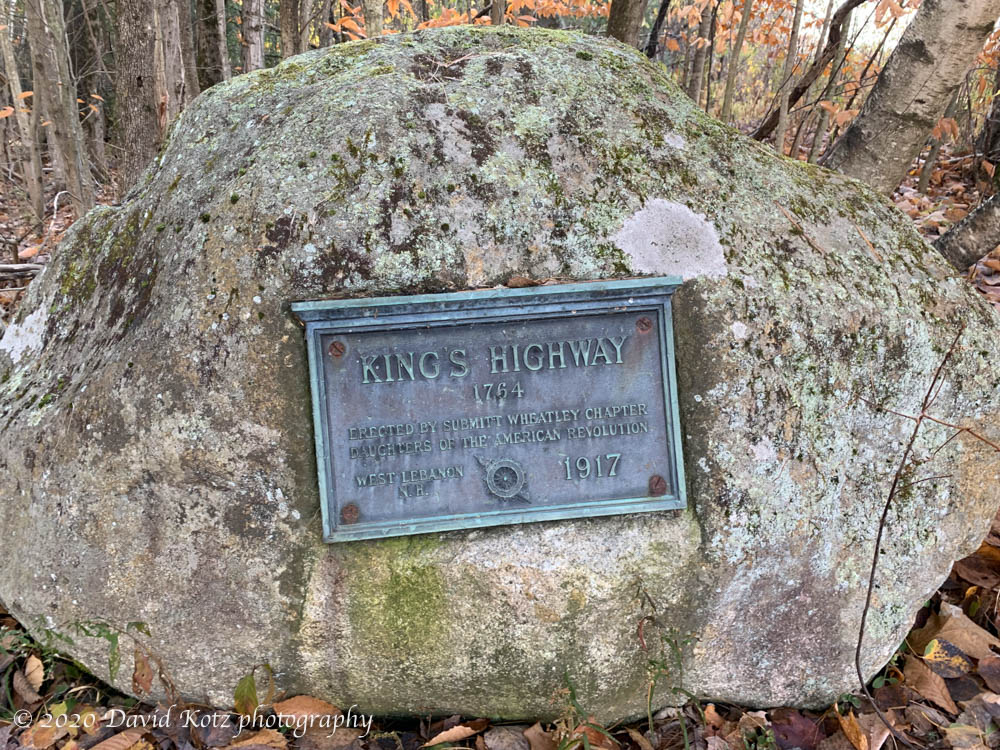 KING'S HIGHWAY
1764
ERECTED BY SUBMITT WHEATLEY CHAPTER
DAUGHTERS OF THE AMERICAN REVOLUTION
WEST LEBANON
N.H.
1917
© 2020 David Kotz photography